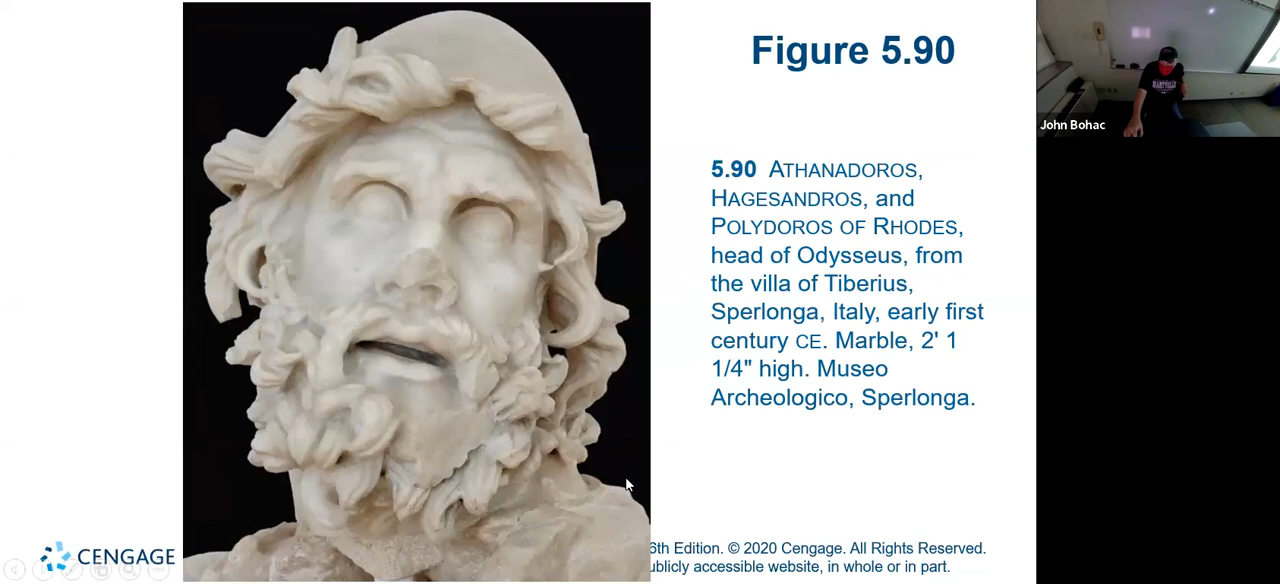 Figure 5.90
5.90 ATHANADOROS,
HAGESANDROS, and
POLYDOROS OF RHODES,
head of Odysseus, from
the villa of Tiberius,
Sperlonga, Italy, early first
century CE. Marble, 2' 1
1/4" high. Museo
Archeologico, Sperlonga.
CENGAGE
6th Edition. © 2020 Cengage. All Rights Reserved.
publicly accessible website, in whole or in part.
John Bohac
MARYVILLE